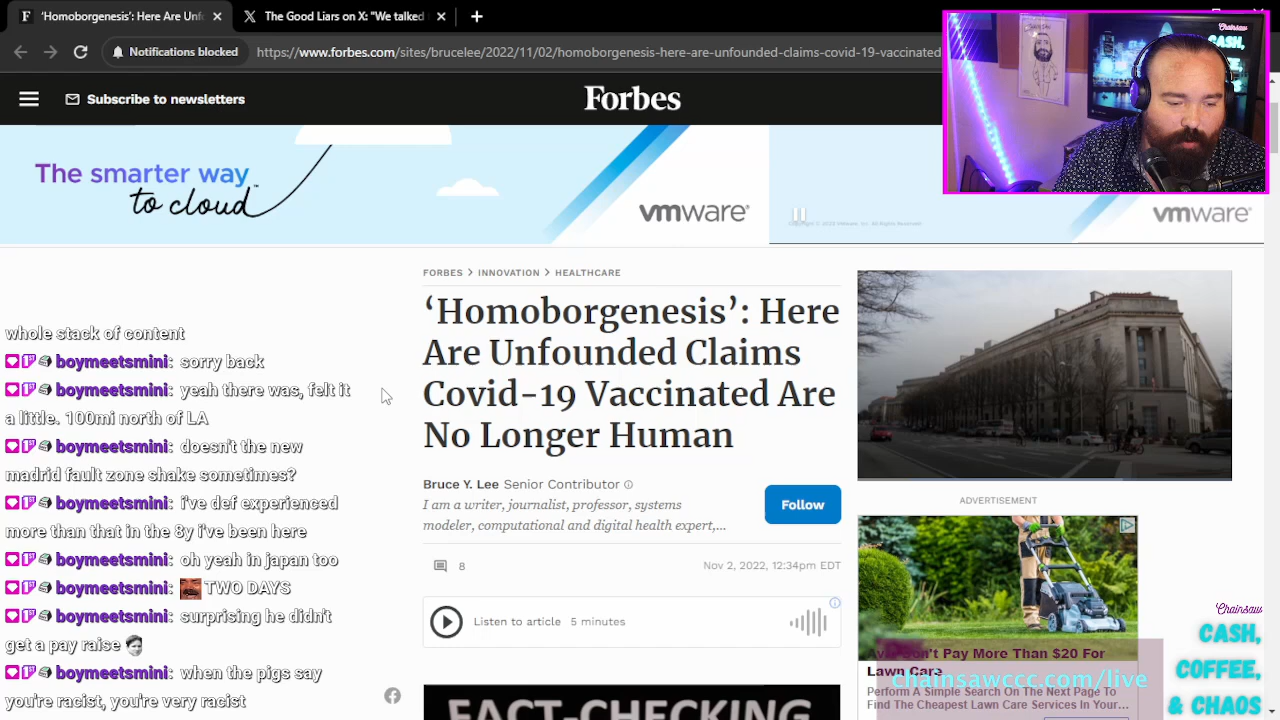 'Homoborgenesis': Here Are Unf
The Good Liars on X: "We talked
Notifications blocked
https://www.forbes.com/sites/brucelee/2022/11/02/homoborgenesis-here-are-unfounded-claims-covid-19-vaccinated
Subscribe to newsletters
Forbes
The smarter way
to cloud
vmware
vmware
FORBES > INNOVATION > HEALTHCARE
'Homoborgenesis': Here
Are Unfounded Claims
Covid-19 Vaccinated Are
No Longer Human
Bruce Y. Lee Senior Contributor
I am a writer, journalist, professor, systems
modeler, computational and digital health expert,...
Follow
8
Nov 2, 2022, 12:34pm EDT
Listen to article 5 minutes
FACT-CHECKING
whole stack of content
boymeetsmini: sorry back
boymeetsmini: yeah there was, felt it
a little. 100mi north of LA
boymeetsmini: doesn't the new
madrid fault zone shake sometimes?
boymeetsmini: i've def experienced
more than that in the 8y i've been here
boymeetsmini: oh yeah in japan too
boymeetsmini: TWO DAYS
boymeetsmini: surprising he didn't
get a pay raise
boymeetsmini: when the pigs say
you're racist, you're very racist
ADVERTISEMENT
Don't Pay More Than $20 For
Lawn Care
Perform A Simple Search On The Next Page To
Find The Cheapest Lawn Care Services In Your...
chainsawccc.com/live
Chainsaw
CASH,
COFFEE,
& CHAOS